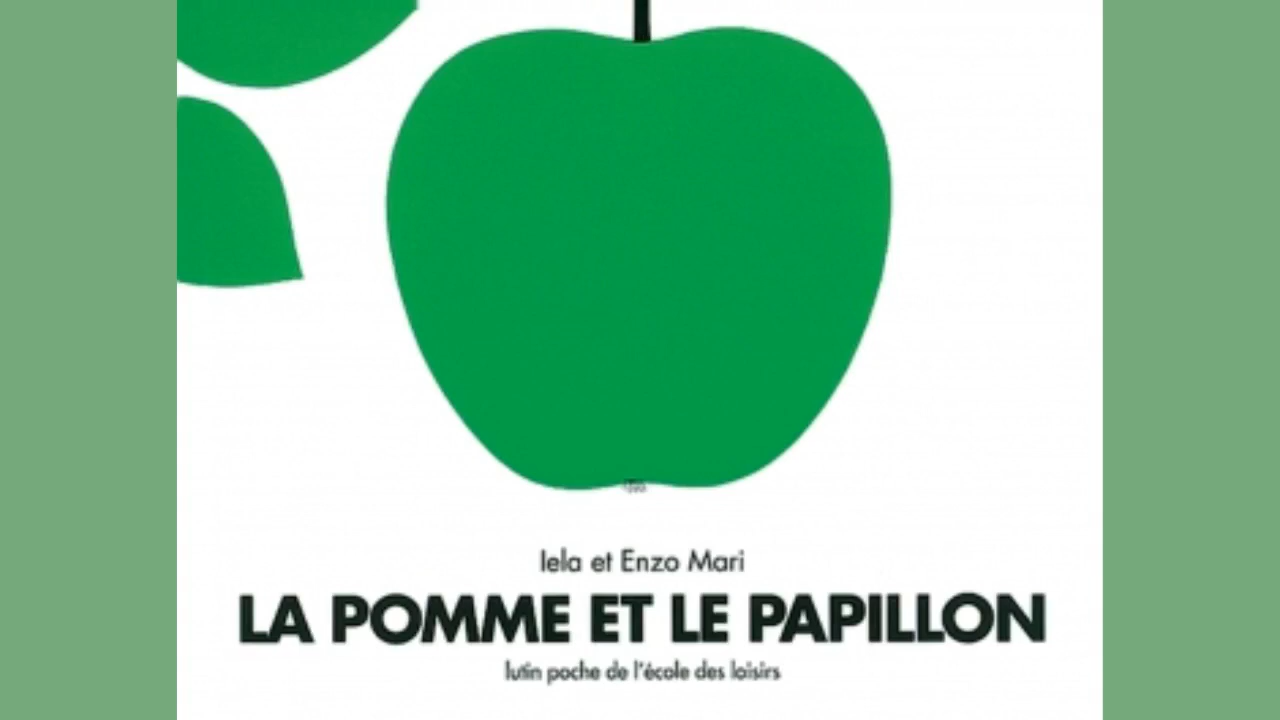 Iela et Enzo Mari
LA POMME ET LE PAPILLON
lutin poche de l'école des loisirs